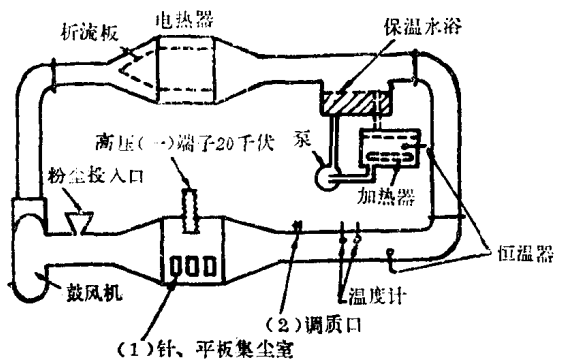 电热器
折流板
保温水浴
高压(一)端子20千伏
泵
粉尘投入口
加热器
恒温器
鼓风机
温度计
(2)调质口
(1)针、平板集尘室